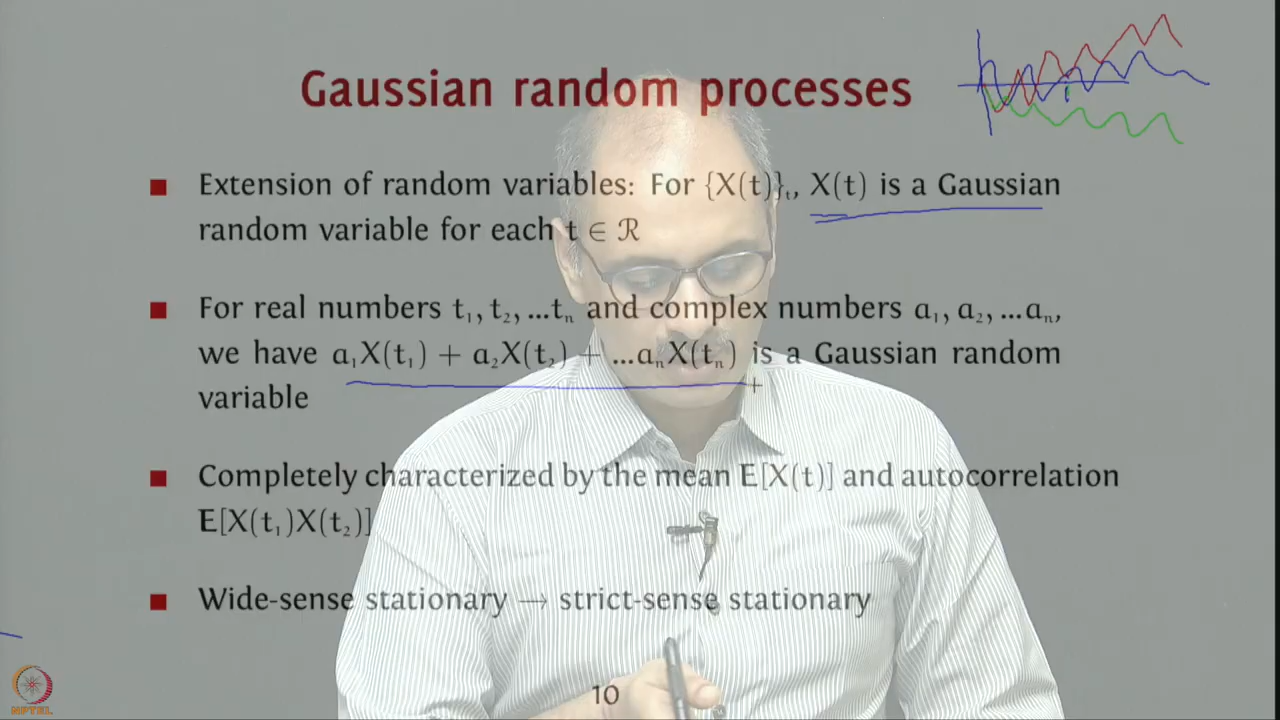 Gaussian random processes
Extension of random variables: For {X(t)}ₜ, X(t) is a Gaussian
random variable for each t ∈ ℛ
For real numbers t₁, t₂, ...tₙ and complex numbers a₁, a₂, ...aₙ,
we have a₁X(t₁) + a₂X(t₂) + ...aₙX(tₙ) is a Gaussian random
variable
Completely characterized by the mean E[X(t)] and autocorrelation
E[X(t₁)X(t₂)]
Wide-sense stationary → strict-sense stationary
10
NPTEL